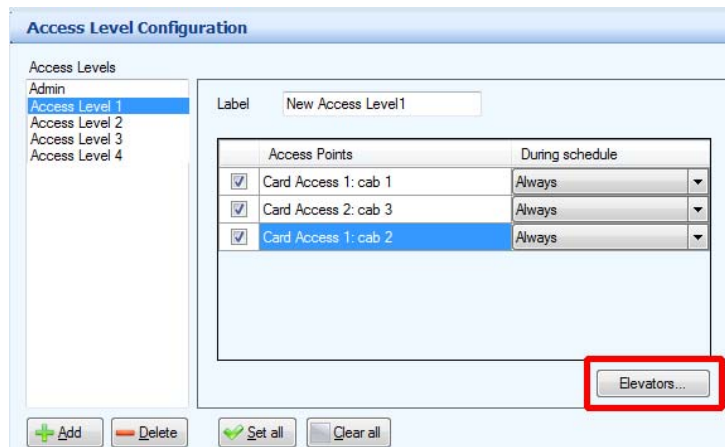 Access Level Configuration
Access Levels
Admin
Access Level 1
Access Level 2
Access Level 3
Access Level 4
Label New Access Level1
Access Points During schedule
Card Access 1: cab 1 Always
Card Access 2: cab 3 Always
Card Access 1: cab 2 Always
Elevators...
Add Delete Set all Clear all